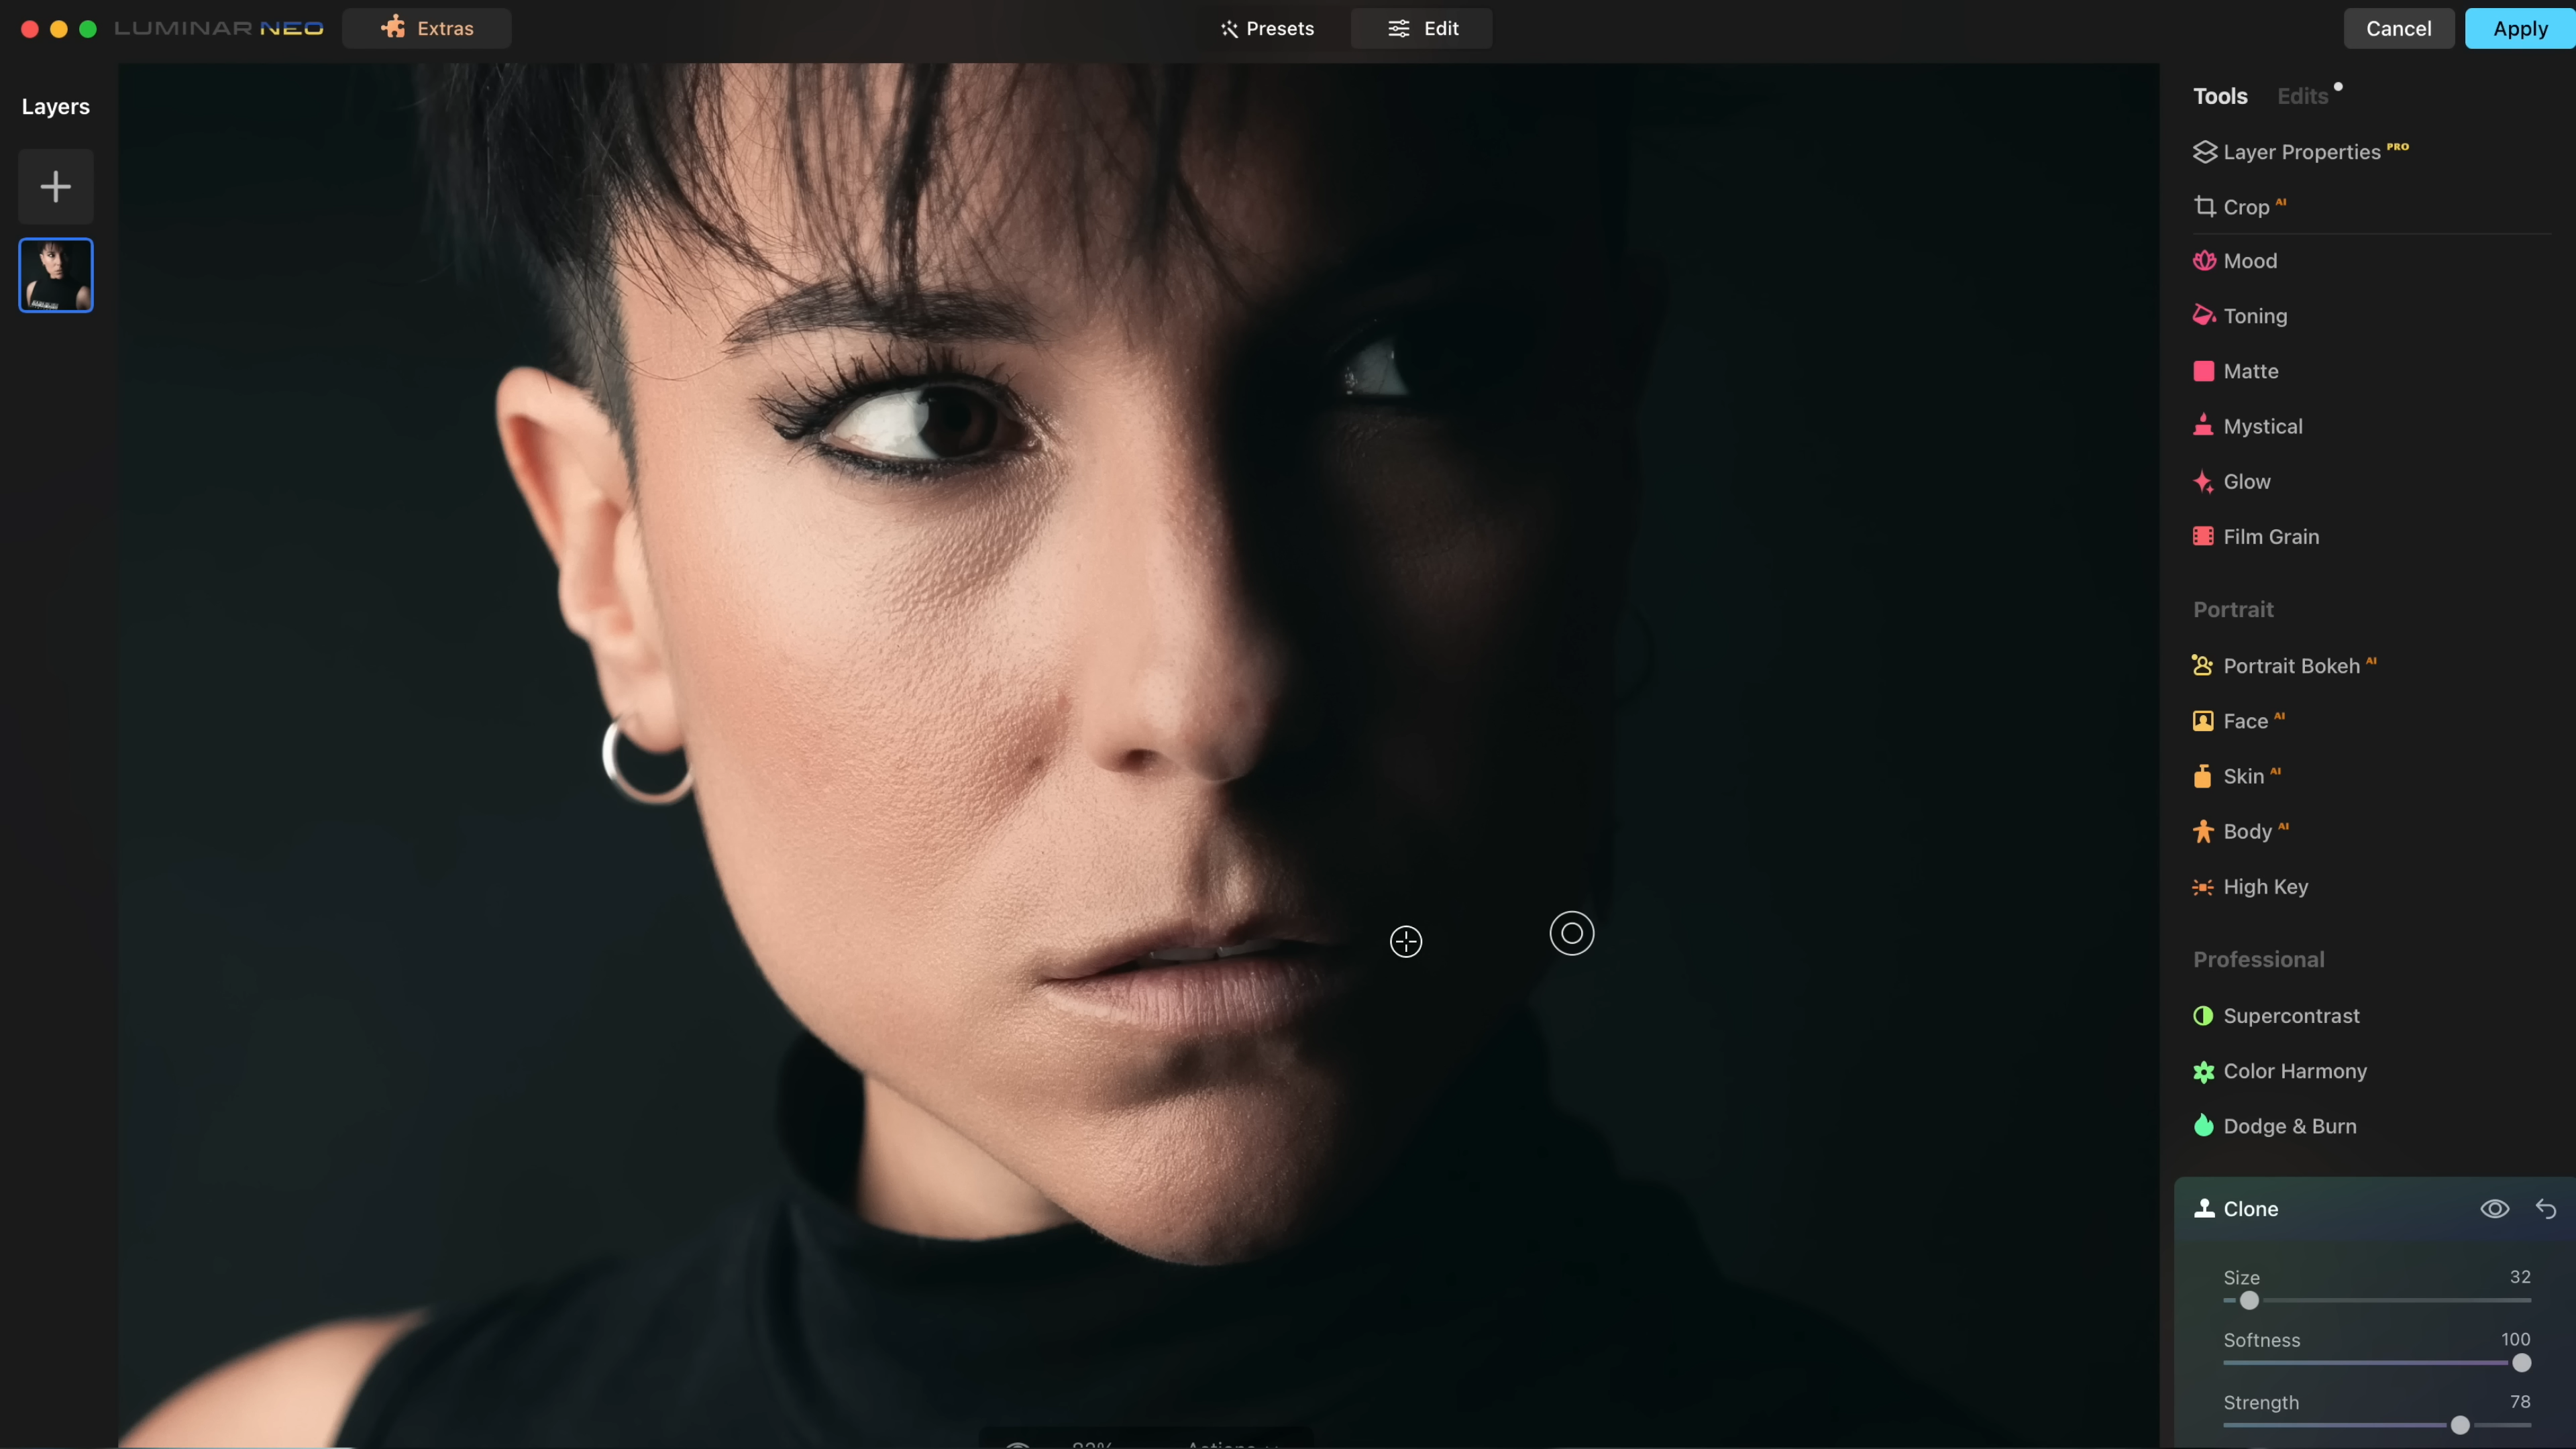 LUMINAR NEO
Extras
Presets
Edit
Cancel
Apply
Layers
Tools
Edits
Layer Properties PRO
Crop AI
Mood
Toning
Matte
Mystical
Glow
Film Grain
Portrait
Portrait Bokeh AI
Face AI
Skin AI
Body AI
High Key
Professional
Supercontrast
Color Harmony
Dodge & Burn
Clone
Size 32
Softness 100
Strength 78